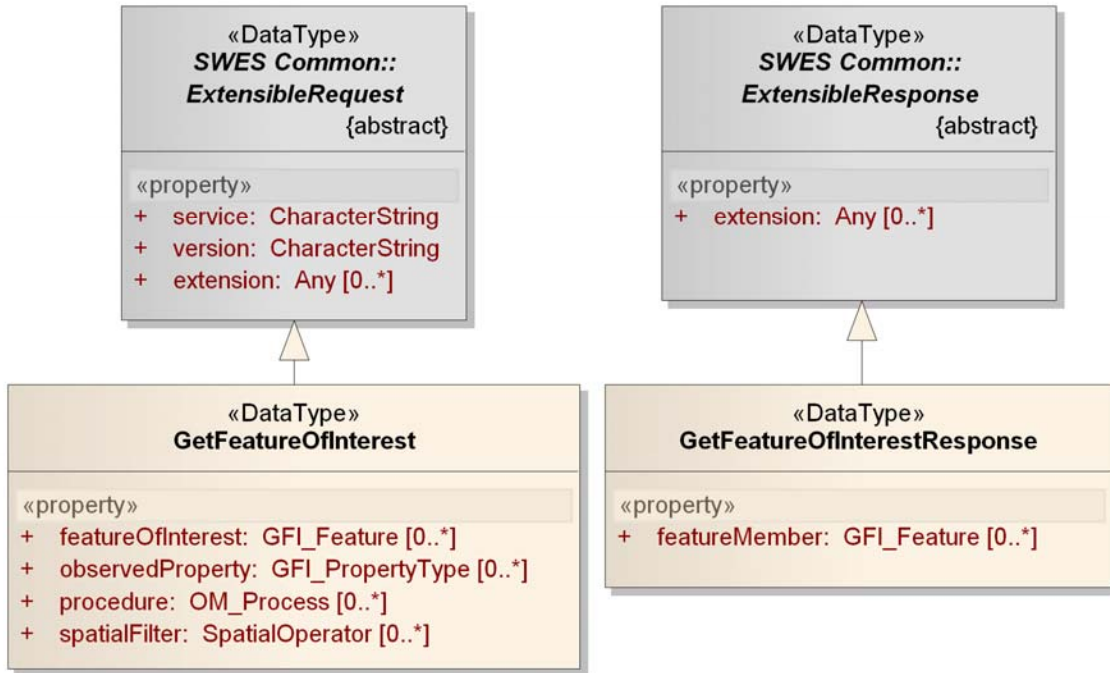 «DataType»
SWES Common::
ExtensibleRequest
{abstract}
«property»
+ service: CharacterString
+ version: CharacterString
+ extension: Any [0..*]
«DataType»
SWES Common::
ExtensibleResponse
{abstract}
«property»
+ extension: Any [0..*]
«DataType»
GetFeatureOfInterest
«property»
+ featureOfInterest: GFI_Feature [0..*]
+ observedProperty: GFI_PropertyType [0..*]
+ procedure: OM_Process [0..*]
+ spatialFilter: SpatialOperator [0..*]
«DataType»
GetFeatureOfInterestResponse
«property»
+ featureMember: GFI_Feature [0..*]